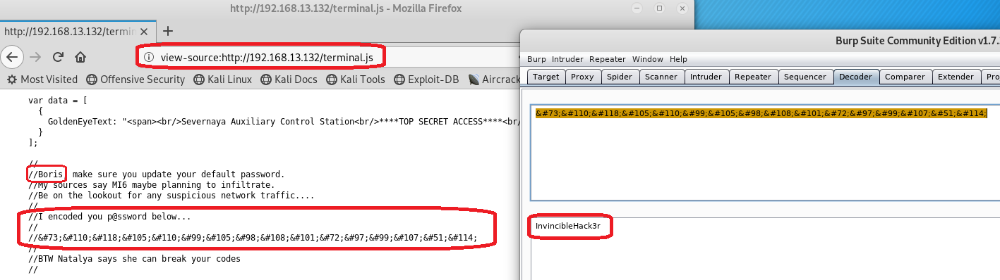 http://192.168.13.132/terminal.js - Mozilla Firefox
http://192.168.13.132/termin
view-source:http://192.168.13.132/terminal.js
Most Visited Offensive Security Kali Linux Kali Docs Kali Tools Exploit-DB Aircrack
var data = [
{
GoldenEyeText: "<span><br/>Severnaya Auxiliary Control Station<br/>****TOP SECRET ACCESS****<br/
}
];
//
//Boris, make sure you update your default password.
//My sources say MI6 maybe planning to infiltrate.
//Be on the lookout for any suspicious network traffic....
//
//I encoded you p@ssword below...
//
//&#73;&#110;&#118;&#105;&#110;&#99;&#105;&#98;&#108;&#101;&#72;&#97;&#99;&#107;&#51;&#114;
//
//BTW Natalya says she can break your codes
//
Burp Suite Community Edition v1.7.
Burp Intruder Repeater Window Help
Target Proxy Spider Scanner Intruder Repeater Sequencer Decoder Comparer Extender Pro
&#73;&#110;&#118;&#105;&#110;&#99;&#105;&#98;&#108;&#101;&#72;&#97;&#99;&#107;&#51;&#114;
InvincibleHack3r